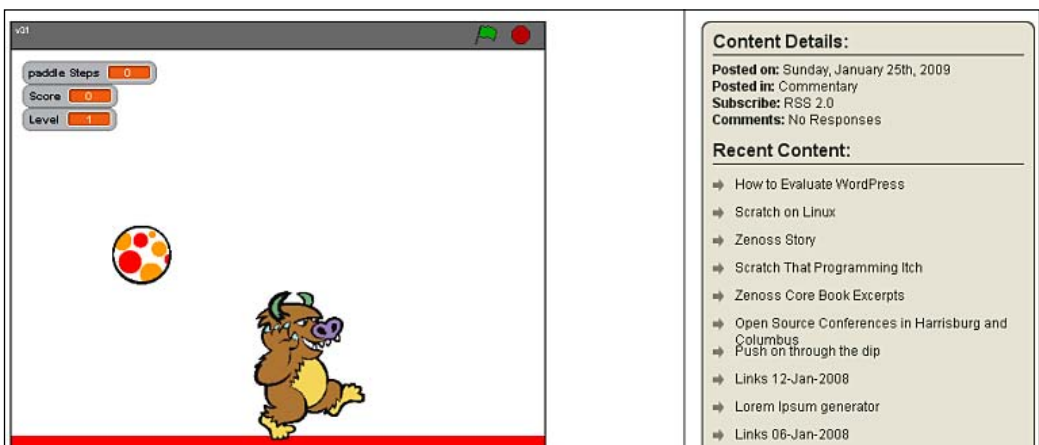 v31
paddle Steps 0
Score 0
Level 1
Content Details:
Posted on: Sunday, January 25th, 2009
Posted in: Commentary
Subscribe: RSS 2.0
Comments: No Responses
Recent Content:
How to Evaluate WordPress
Scratch on Linux
Zenoss Story
Scratch That Programming Itch
Zenoss Core Book Excerpts
Open Source Conferences in Harrisburg and
Columbus
Push on through the dip
Links 12-Jan-2008
Lorem Ipsum generator
Links 06-Jan-2008